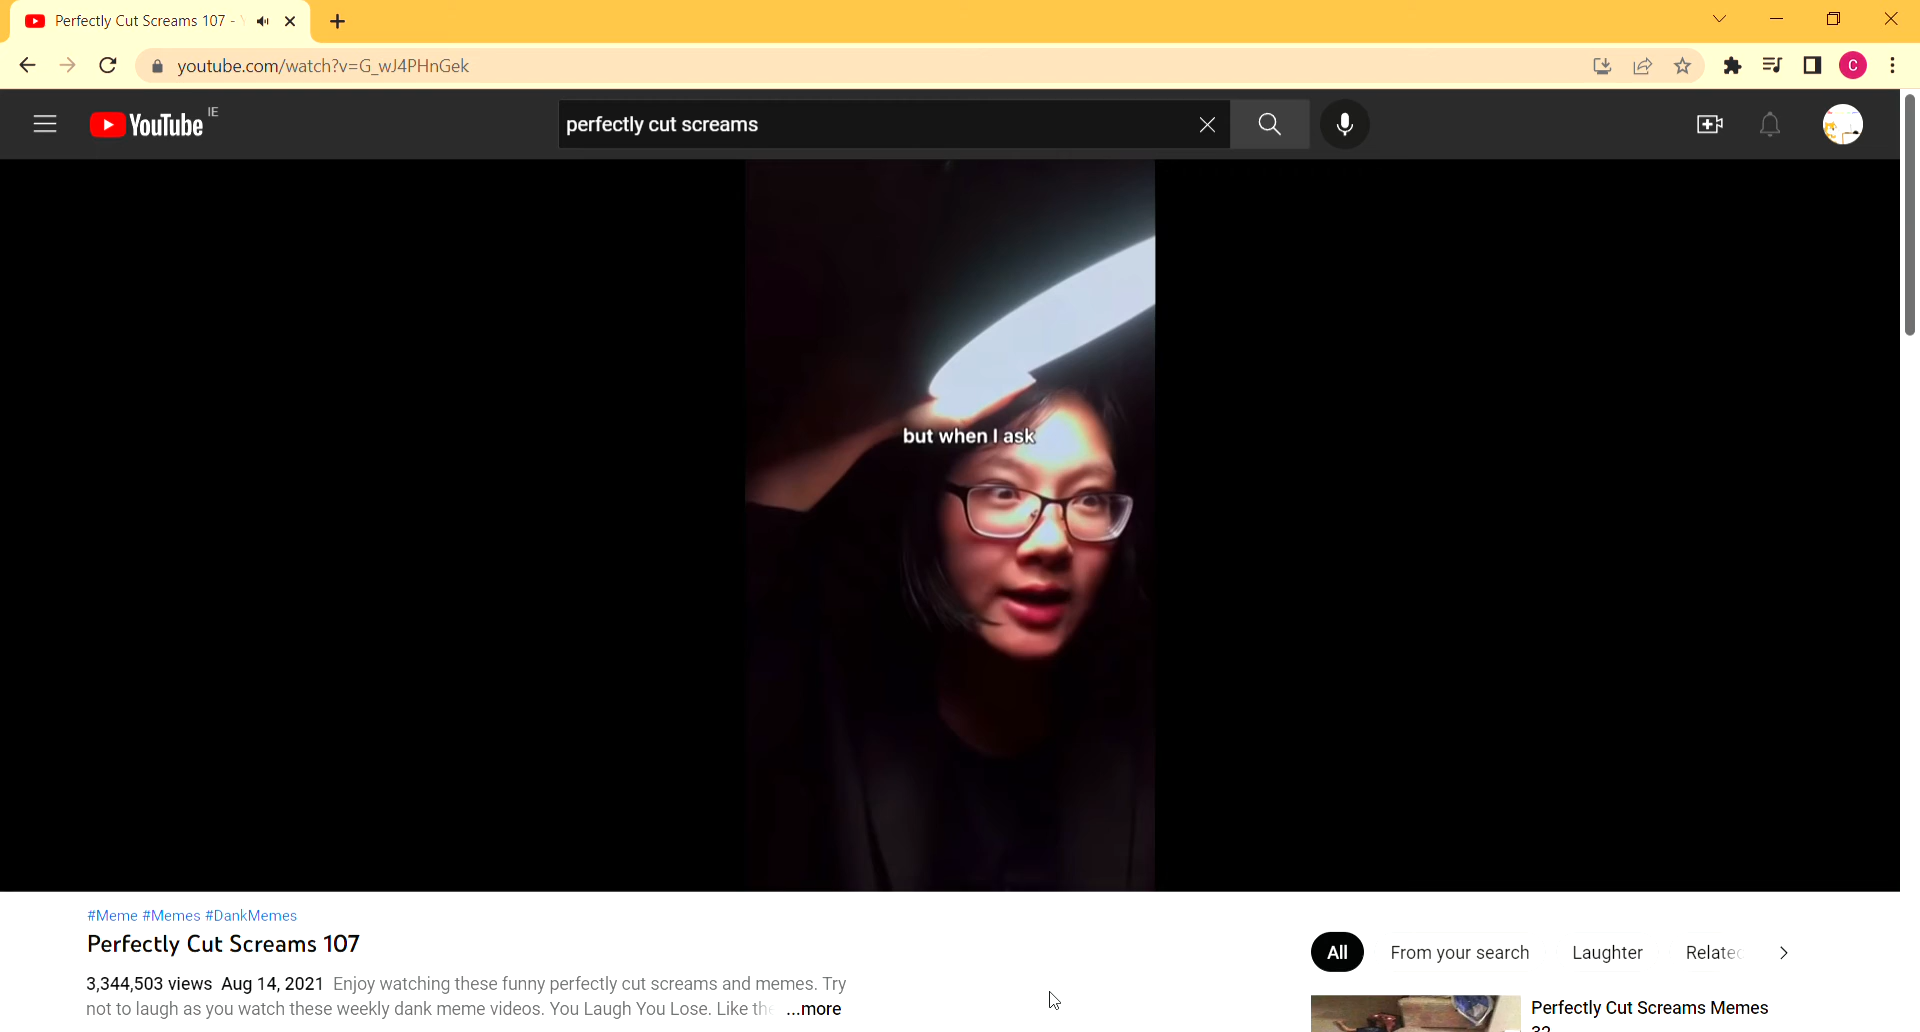 Perfectly Cut Screams 107 -
youtube.com/watch?v=G_wJ4PHnGek
C
YouTube IE
perfectly cut screams
but when I ask
#Meme #Memes #DankMemes
Perfectly Cut Screams 107
3,344,503 views Aug 14, 2021 Enjoy watching these funny perfectly cut screams and memes. Try
not to laugh as you watch these weekly dank meme videos. You Laugh You Lose. Like the ...more
All From your search Laughter Related
Perfectly Cut Screams Memes
32